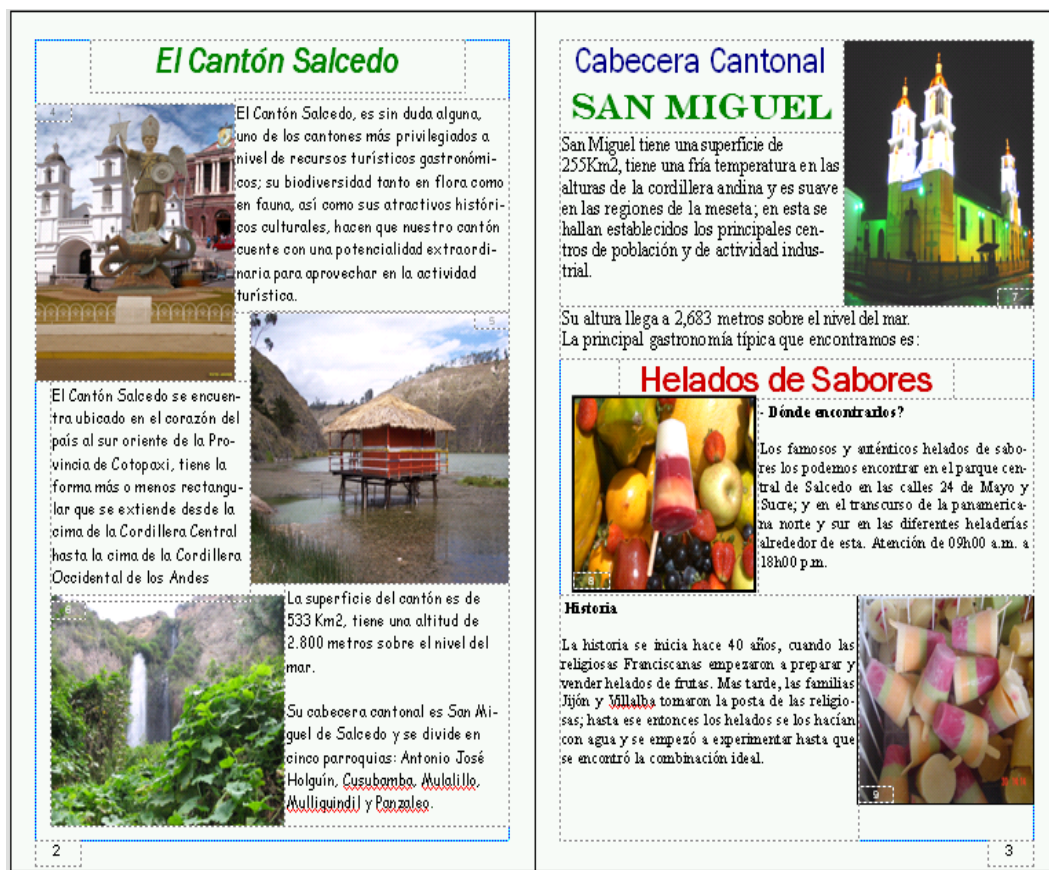 El Cantón Salcedo
4
El Cantón Salcedo, es sin duda alguna,
uno de los cantones más privilegiados a
nivel de recursos turísticos gastronómi-
cos; su biodiversidad tanto en flora como
en fauna, así como sus atractivos históri-
cos culturales, hacen que nuestro cantón
cuente con una potencialidad extraordi-
naria para aprovechar en la actividad
turística.
5
El Cantón Salcedo se encuen-
tra ubicado en el corazón del
país al sur oriente de la Pro-
vincia de Cotopaxi, tiene la
forma más o menos rectangu-
lar que se extiende desde la
cima de la Cordillera Central
hasta la cima de la Cordillera
Occidental de los Andes
6
La superficie del cantón es de
533 Km2, tiene una altitud de
2.800 metros sobre el nivel del
mar.
Su cabecera cantonal es San Mi-
guel de Salcedo y se divide en
cinco parroquias: Antonio José
Holguín, Cusubamba, Mulalillo,
Mulliquindil y Panzaleo.
2
Cabecera Cantonal
SAN MIGUEL
San Miguel tiene una superficie de
255Km2, tiene una fría temperatura en las
alturas de la cordillera andina y es suave
en las regiones de la meseta; en esta se
hallan establecidos los principales cen-
tros de población y de actividad indus-
trial.
7
Su altura llega a 2,683 metros sobre el nivel del mar.
La principal gastronomía típica que encontramos es:
Helados de Sabores
8
- Dónde encontrarlos?
Los famosos y auténticos helados de sabo-
res los podemos encontrar en el parque cen-
tral de Salcedo en las calles 24 de Mayo y
Sucre; y en el transcurso de la panamerica-
na norte y sur en las diferentes heladerías
alrededor de esta. Atención de 09h00 a.m. a
18h00 p.m.
Historia
La historia se inicia hace 40 años, cuando las
religiosas Franciscanas empezaron a preparar y
vender helados de frutas. Mas tarde, las familias
Jijón y Villalba tomaron la posta de las religio-
sas; hasta ese entonces los helados se los hacían
con agua y se empezó a experimentar hasta que
se encontró la combinación ideal.
9
3